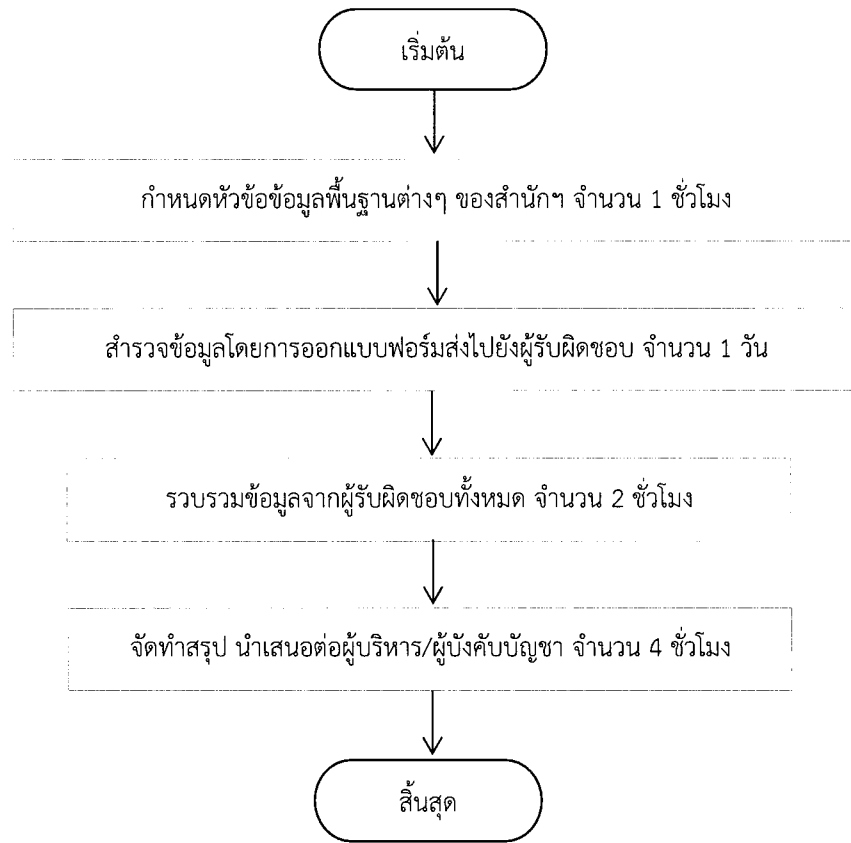 เริ่มต้น
กำหนดหัวข้อข้อมูลพื้นฐานต่างๆ ของสำนักฯ จำนวน 1 ชั่วโมง
สำรวจข้อมูลโดยการออกแบบฟอร์มส่งไปยังผู้รับผิดชอบ จำนวน 1 วัน
รวบรวมข้อมูลจากผู้รับผิดชอบทั้งหมด จำนวน 2 ชั่วโมง
จัดทำสรุป นำเสนอต่อผู้บริหาร/ผู้บังคับบัญชา จำนวน 4 ชั่วโมง
สิ้นสุด